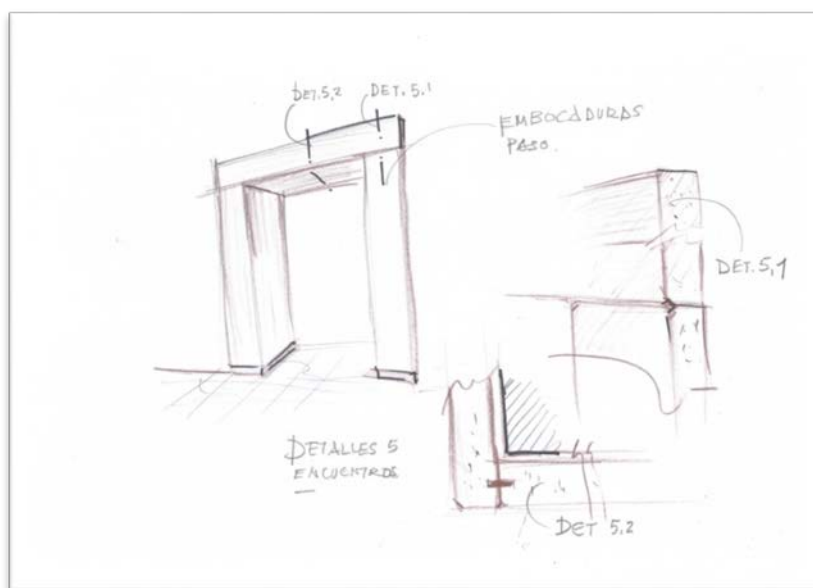 DET.5,2
DET. 5.1
EMBOCADURAS
PASO.
DET. 5,1
DETALLES 5
ENCUENTROS
DET 5.2